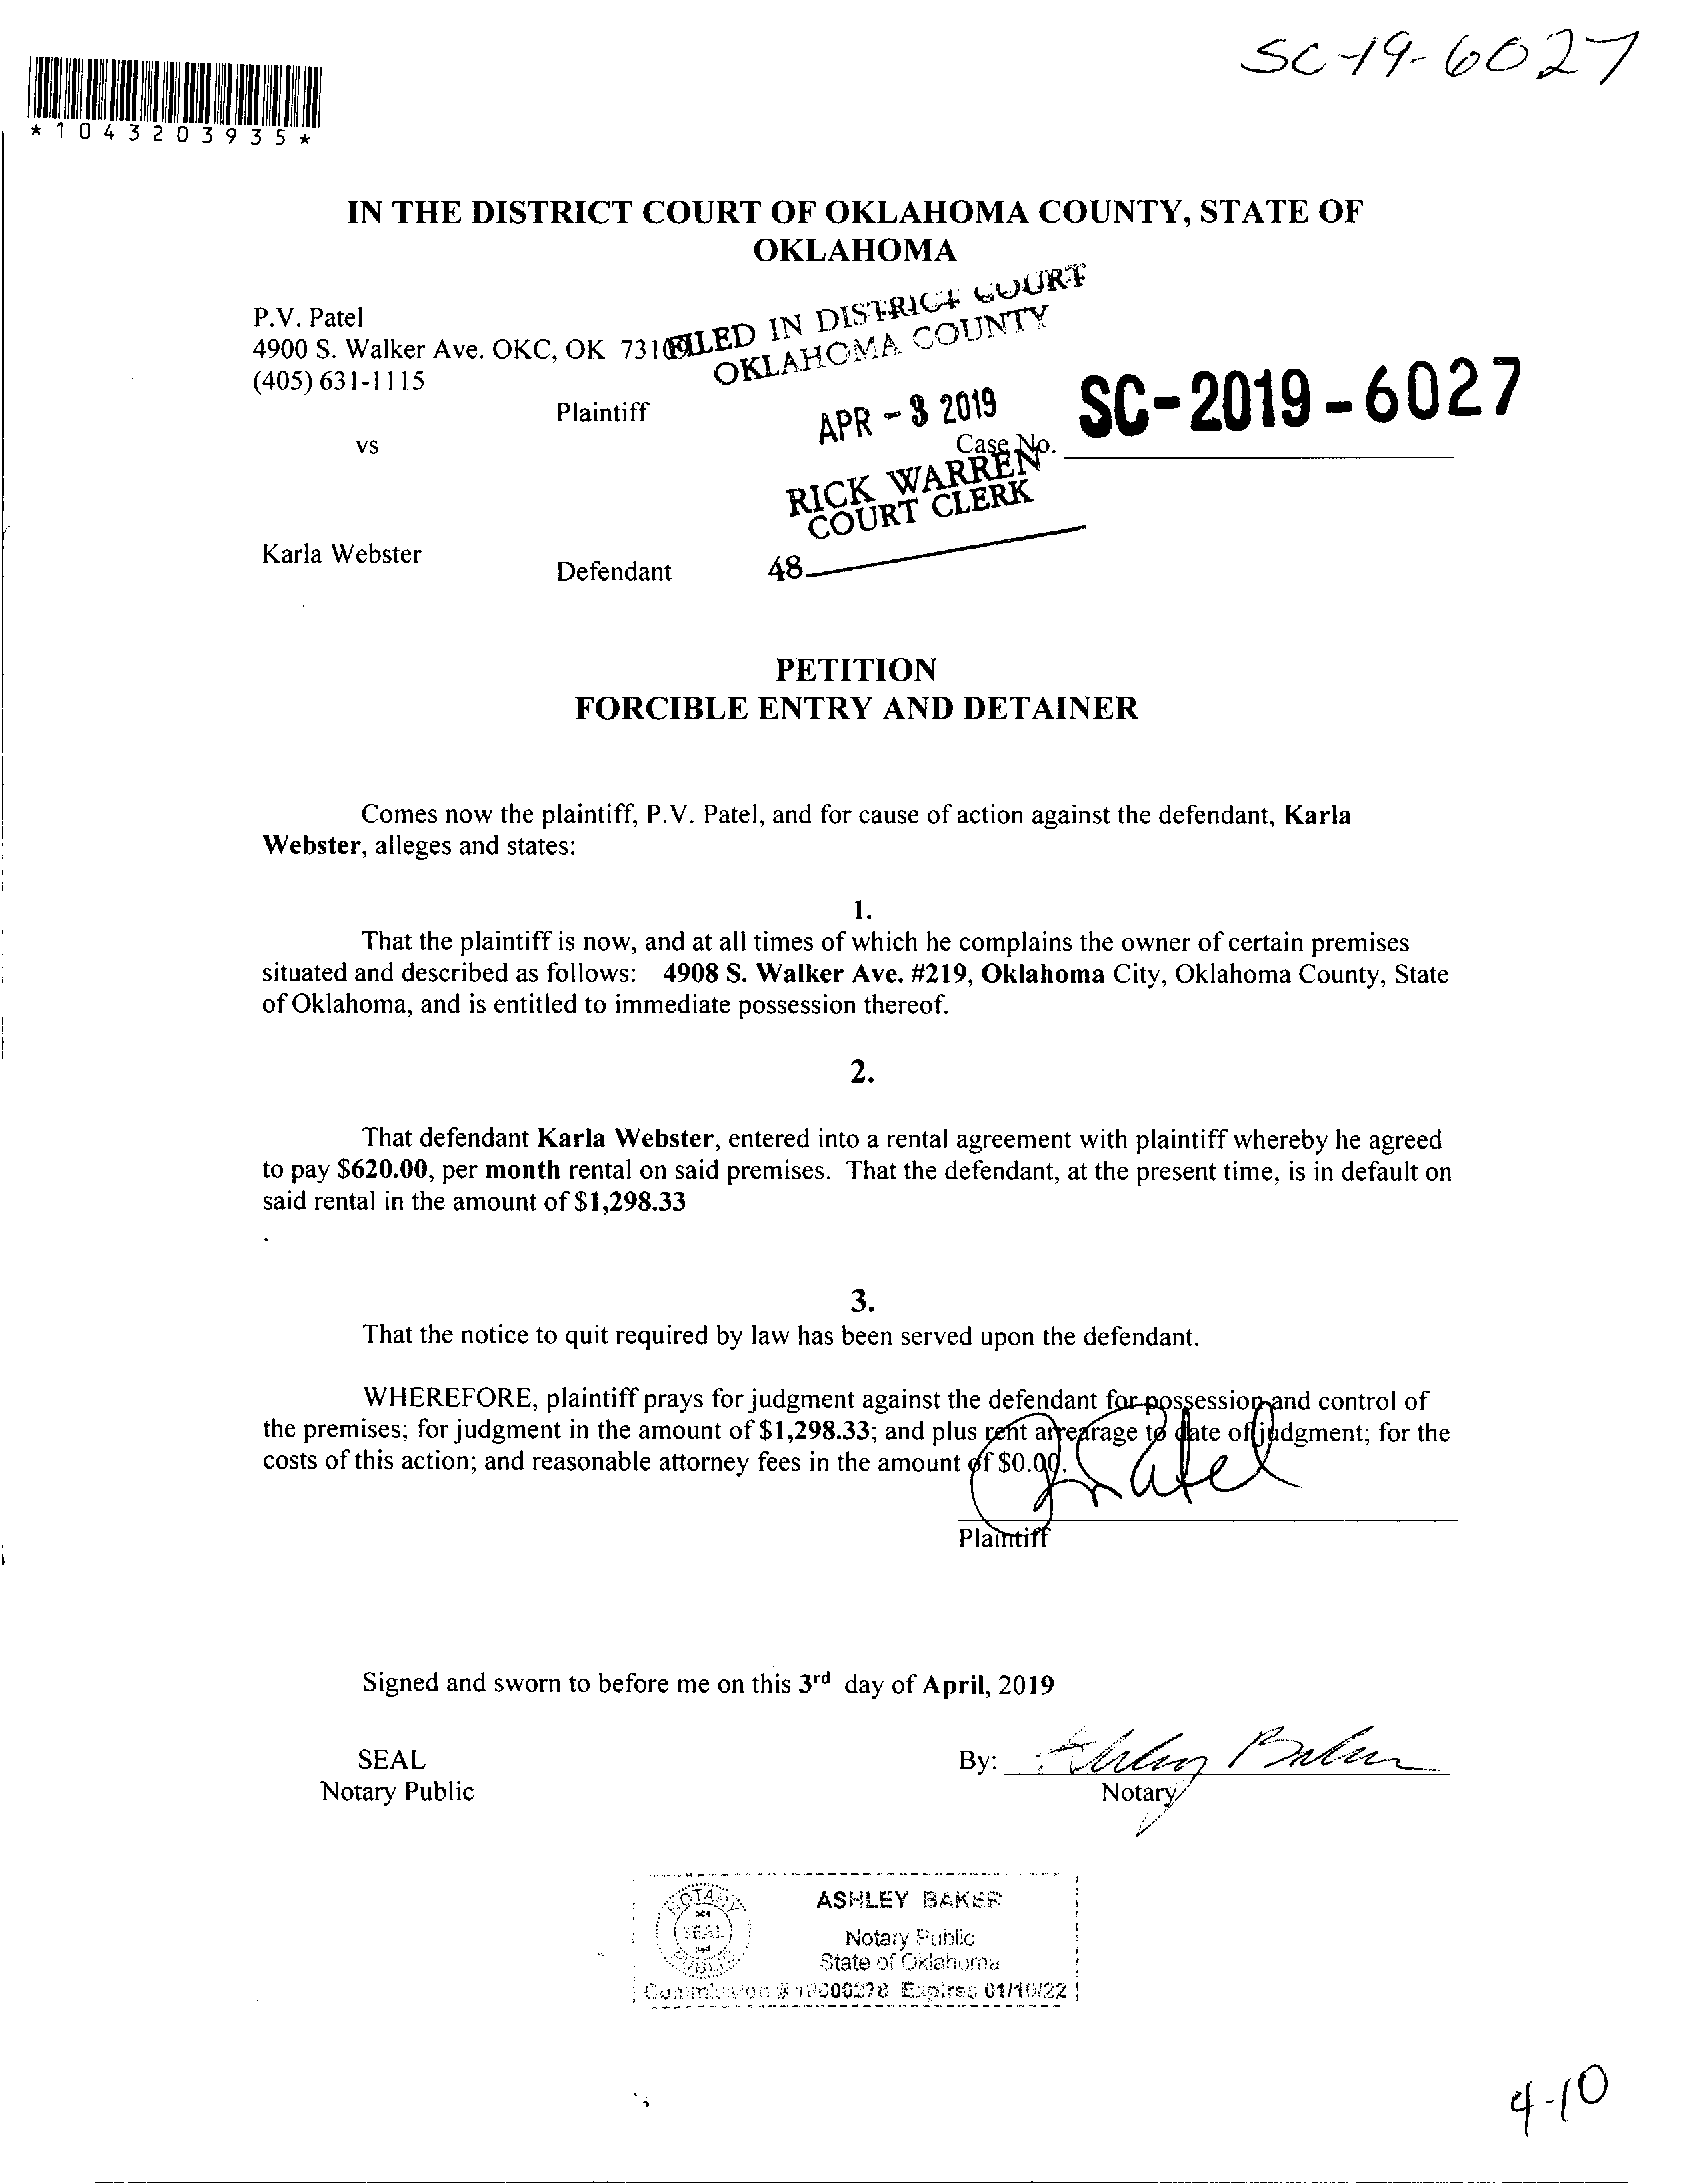 SC-19-6027
*1043203935*
IN THE DISTRICT COURT OF OKLAHOMA COUNTY, STATE OF
OKLAHOMA
P.V. Patel
4900 S. Walker Ave. OKC, OK 73109
(405) 631-1115
Plaintiff
vs
FILED IN DISTRICT COURT
OKLAHOMA COUNTY
APR - 3 2019
RICK WARREN
COURT CLERK
48
Case No. SC-2019-6027
Karla Webster
Defendant
PETITION
FORCIBLE ENTRY AND DETAINER
Comes now the plaintiff, P.V. Patel, and for cause of action against the defendant, Karla
Webster, alleges and states:
1.
That the plaintiff is now, and at all times of which he complains the owner of certain premises
situated and described as follows: 4908 S. Walker Ave. #219, Oklahoma City, Oklahoma County, State
of Oklahoma, and is entitled to immediate possession thereof.
2.
That defendant Karla Webster, entered into a rental agreement with plaintiff whereby he agreed
to pay $620.00, per month rental on said premises. That the defendant, at the present time, is in default on
said rental in the amount of $1,298.33
.
3.
That the notice to quit required by law has been served upon the defendant.
WHEREFORE, plaintiff prays for judgment against the defendant for possession and control of
the premises; for judgment in the amount of $1,298.33; and plus rent arrearage to date of judgment; for the
costs of this action; and reasonable attorney fees in the amount of $0.00.
Patel
Plaintiff
Signed and sworn to before me on this 3rd day of April, 2019
SEAL
Notary Public
By: Ashley Baker
Notary
ASHLEY BAKER
Notary Public
State of Oklahoma
Commission # Expires 01/10/22
NOTARY
SEAL
PUBLIC
4-10